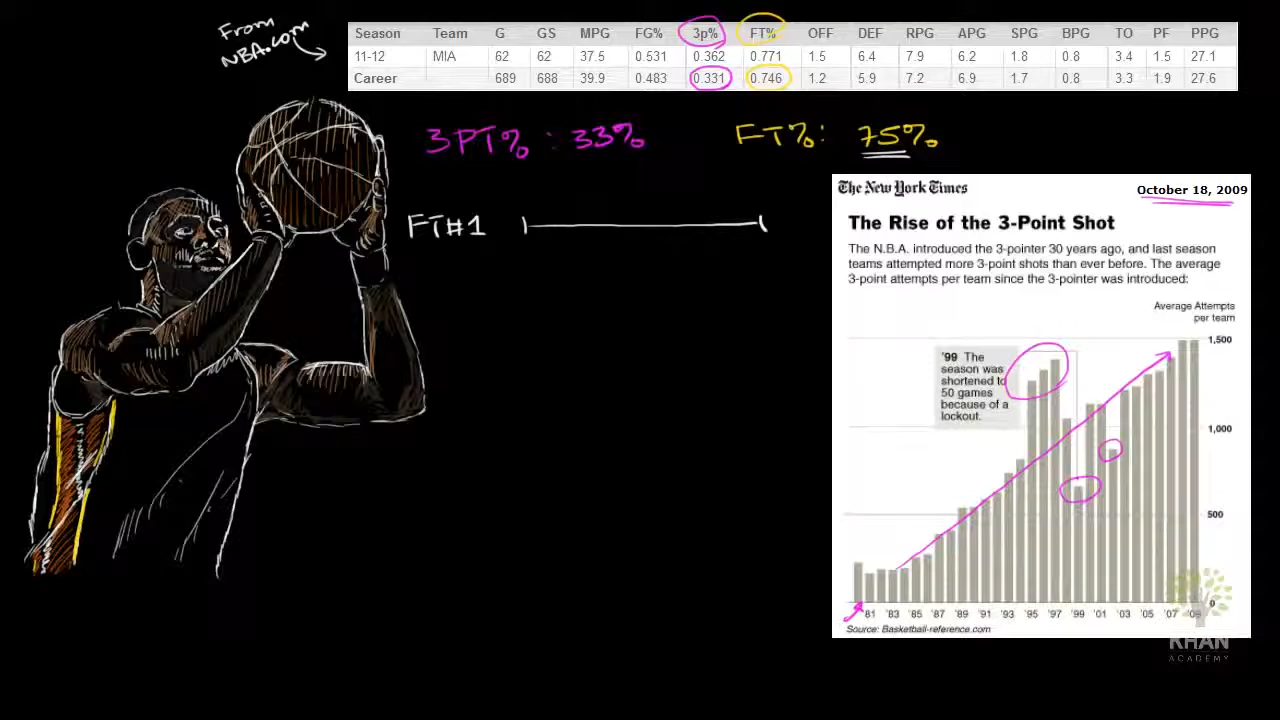 From
NBA.com
Season Team G GS MPG FG% 3p% FT% OFF DEF RPG APG SPG BPG TO PF PPG
11-12 MIA 62 62 37.5 0.531 0.362 0.771 1.5 6.4 7.9 6.2 1.8 0.8 3.4 1.5 27.1
Career 689 688 39.9 0.483 0.331 0.746 1.2 5.9 7.2 6.9 1.7 0.8 3.3 1.9 27.6
3PT% : 33%
FT%: 75%
FT#1
The New York Times
October 18, 2009
The Rise of the 3-Point Shot
The N.B.A. introduced the 3-pointer 30 years ago, and last season
teams attempted more 3-point shots than ever before. The average
3-point attempts per team since the 3-pointer was introduced:
Average Attempts
per team
1,500
'99 The
season was
shortened to
50 games
because of a
lockout.
1,000
500
0
'81 '83 '85 '87 '89 '91 '93 '95 '97 '99 '01 '03 '05 '07 '09
Source: Basketball-reference.com
KHAN
ACADEMY